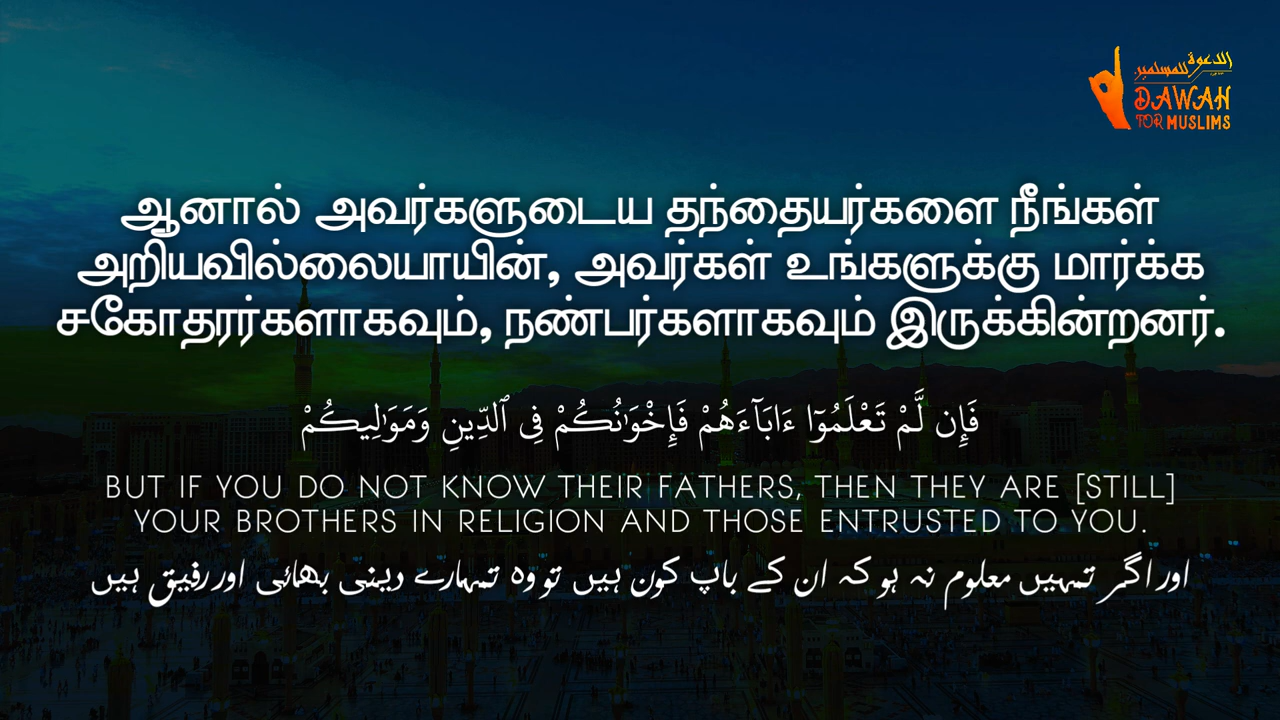 الدعوة للمسلمين
DAWAH
FOR MUSLIMS
ஆனால் அவர்களுடைய தந்தையர்களை நீங்கள்
அறியவில்லையாயின், அவர்கள் உங்களுக்கு மார்க்க
சகோதரர்களாகவும், நண்பர்களாகவும் இருக்கின்றனர்.
فَإِن لَّمْ تَعْلَمُوٓا۟ ءَابَآءَهُمْ فَإِخْوَٰنُكُمْ فِى ٱلدِّينِ وَمَوَٰلِيكُمْ
BUT IF YOU DO NOT KNOW THEIR FATHERS, THEN THEY ARE [STILL]
YOUR BROTHERS IN RELIGION AND THOSE ENTRUSTED TO YOU.
اور اگر تمہیں معلوم نہ ہو کہ ان کے باپ کون ہیں تو وہ تمہارے دینی بھائی اور رفیق ہیں